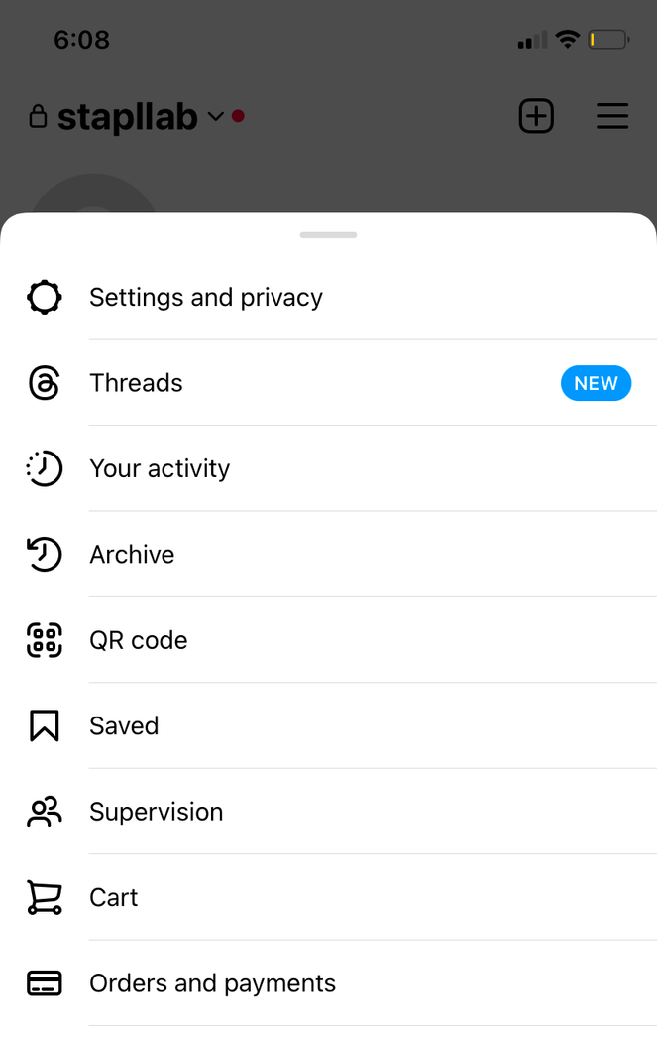 6:08
stapllab
Settings and privacy
Threads
NEW
Your activity
Archive
QR code
Saved
Supervision
Cart
Orders and payments